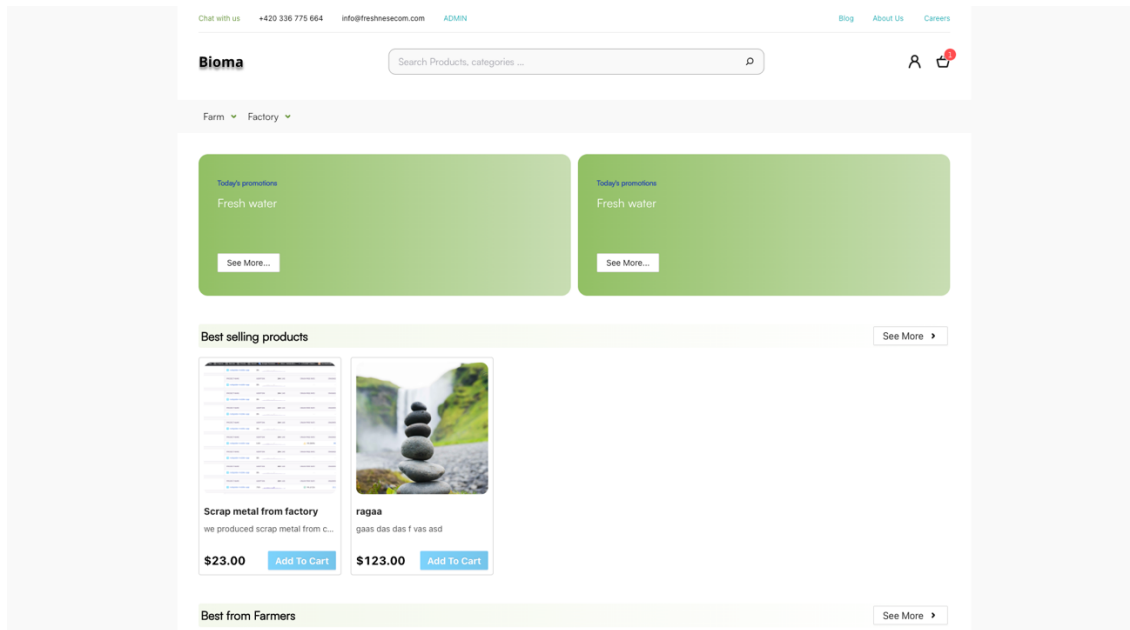 Chat with us +420 336 775 664 info@freshnesecom.com ADMIN Blog About Us Careers
Bioma Search Products, categories ... 1
Farm Factory
Today's promotions Today's promotions
Fresh water Fresh water
See More... See More...
Best selling products See More
Scrap metal from factory ragaa
we produced scrap metal from c... gaas das das f vas asd
$23.00 Add To Cart $123.00 Add To Cart
Best from Farmers See More